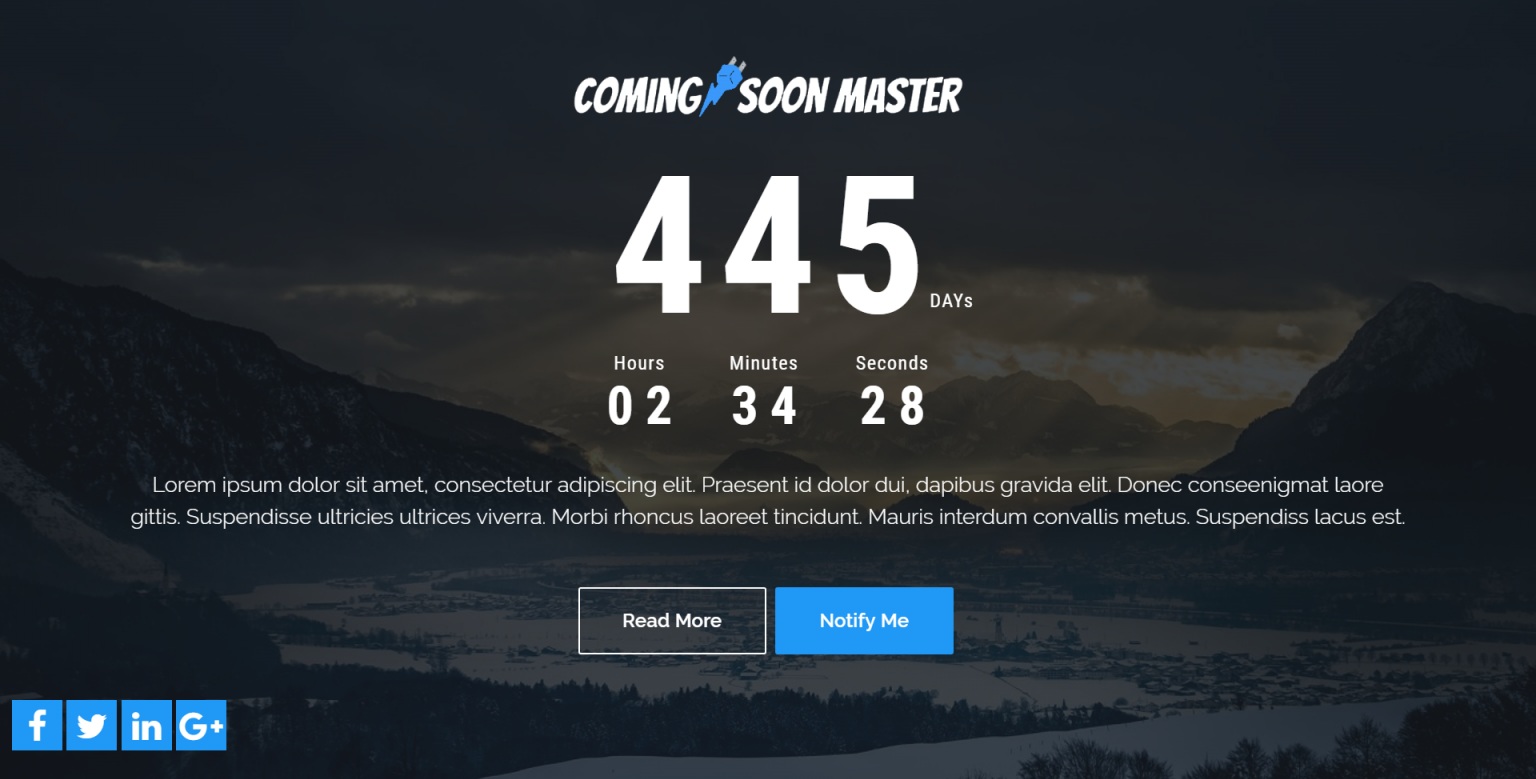 COMING SOON MASTER
445 DAYs
Hours Minutes Seconds
02 34 28
Lorem ipsum dolor sit amet, consectetur adipiscing elit. Praesent id dolor dui, dapibus gravida elit. Donec conseenigmat laore
gittis. Suspendisse ultricies ultrices viverra. Morbi rhoncus laoreet tincidunt. Mauris interdum convallis metus. Suspendiss lacus est.
Read More Notify Me
f in G+